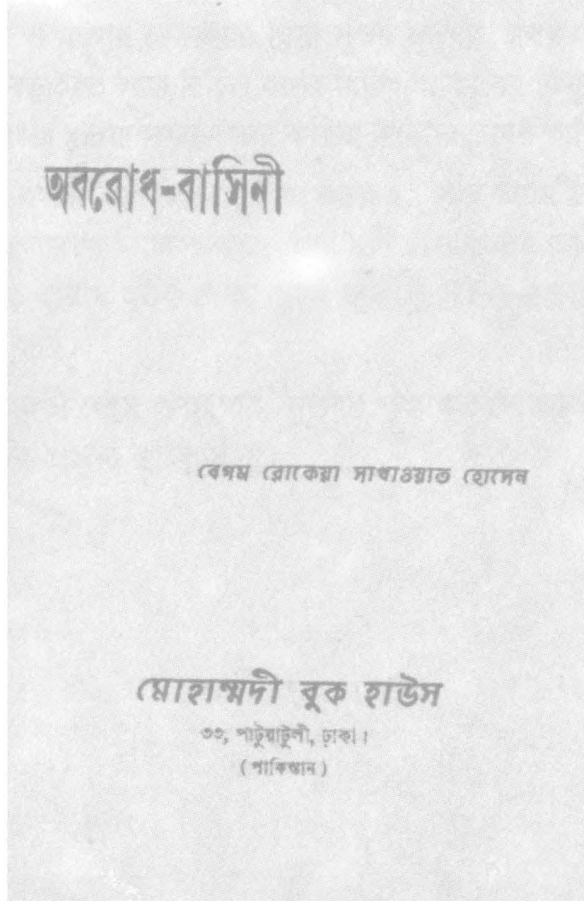 অবরোধ-বাসিনী
বেগম রোকেয়া সাখাওয়াত হোসেন
মোহাম্মদী বুক হাউস
৩৩, পাটুয়াটুলী, ঢাকা।
(পাকিস্তান)